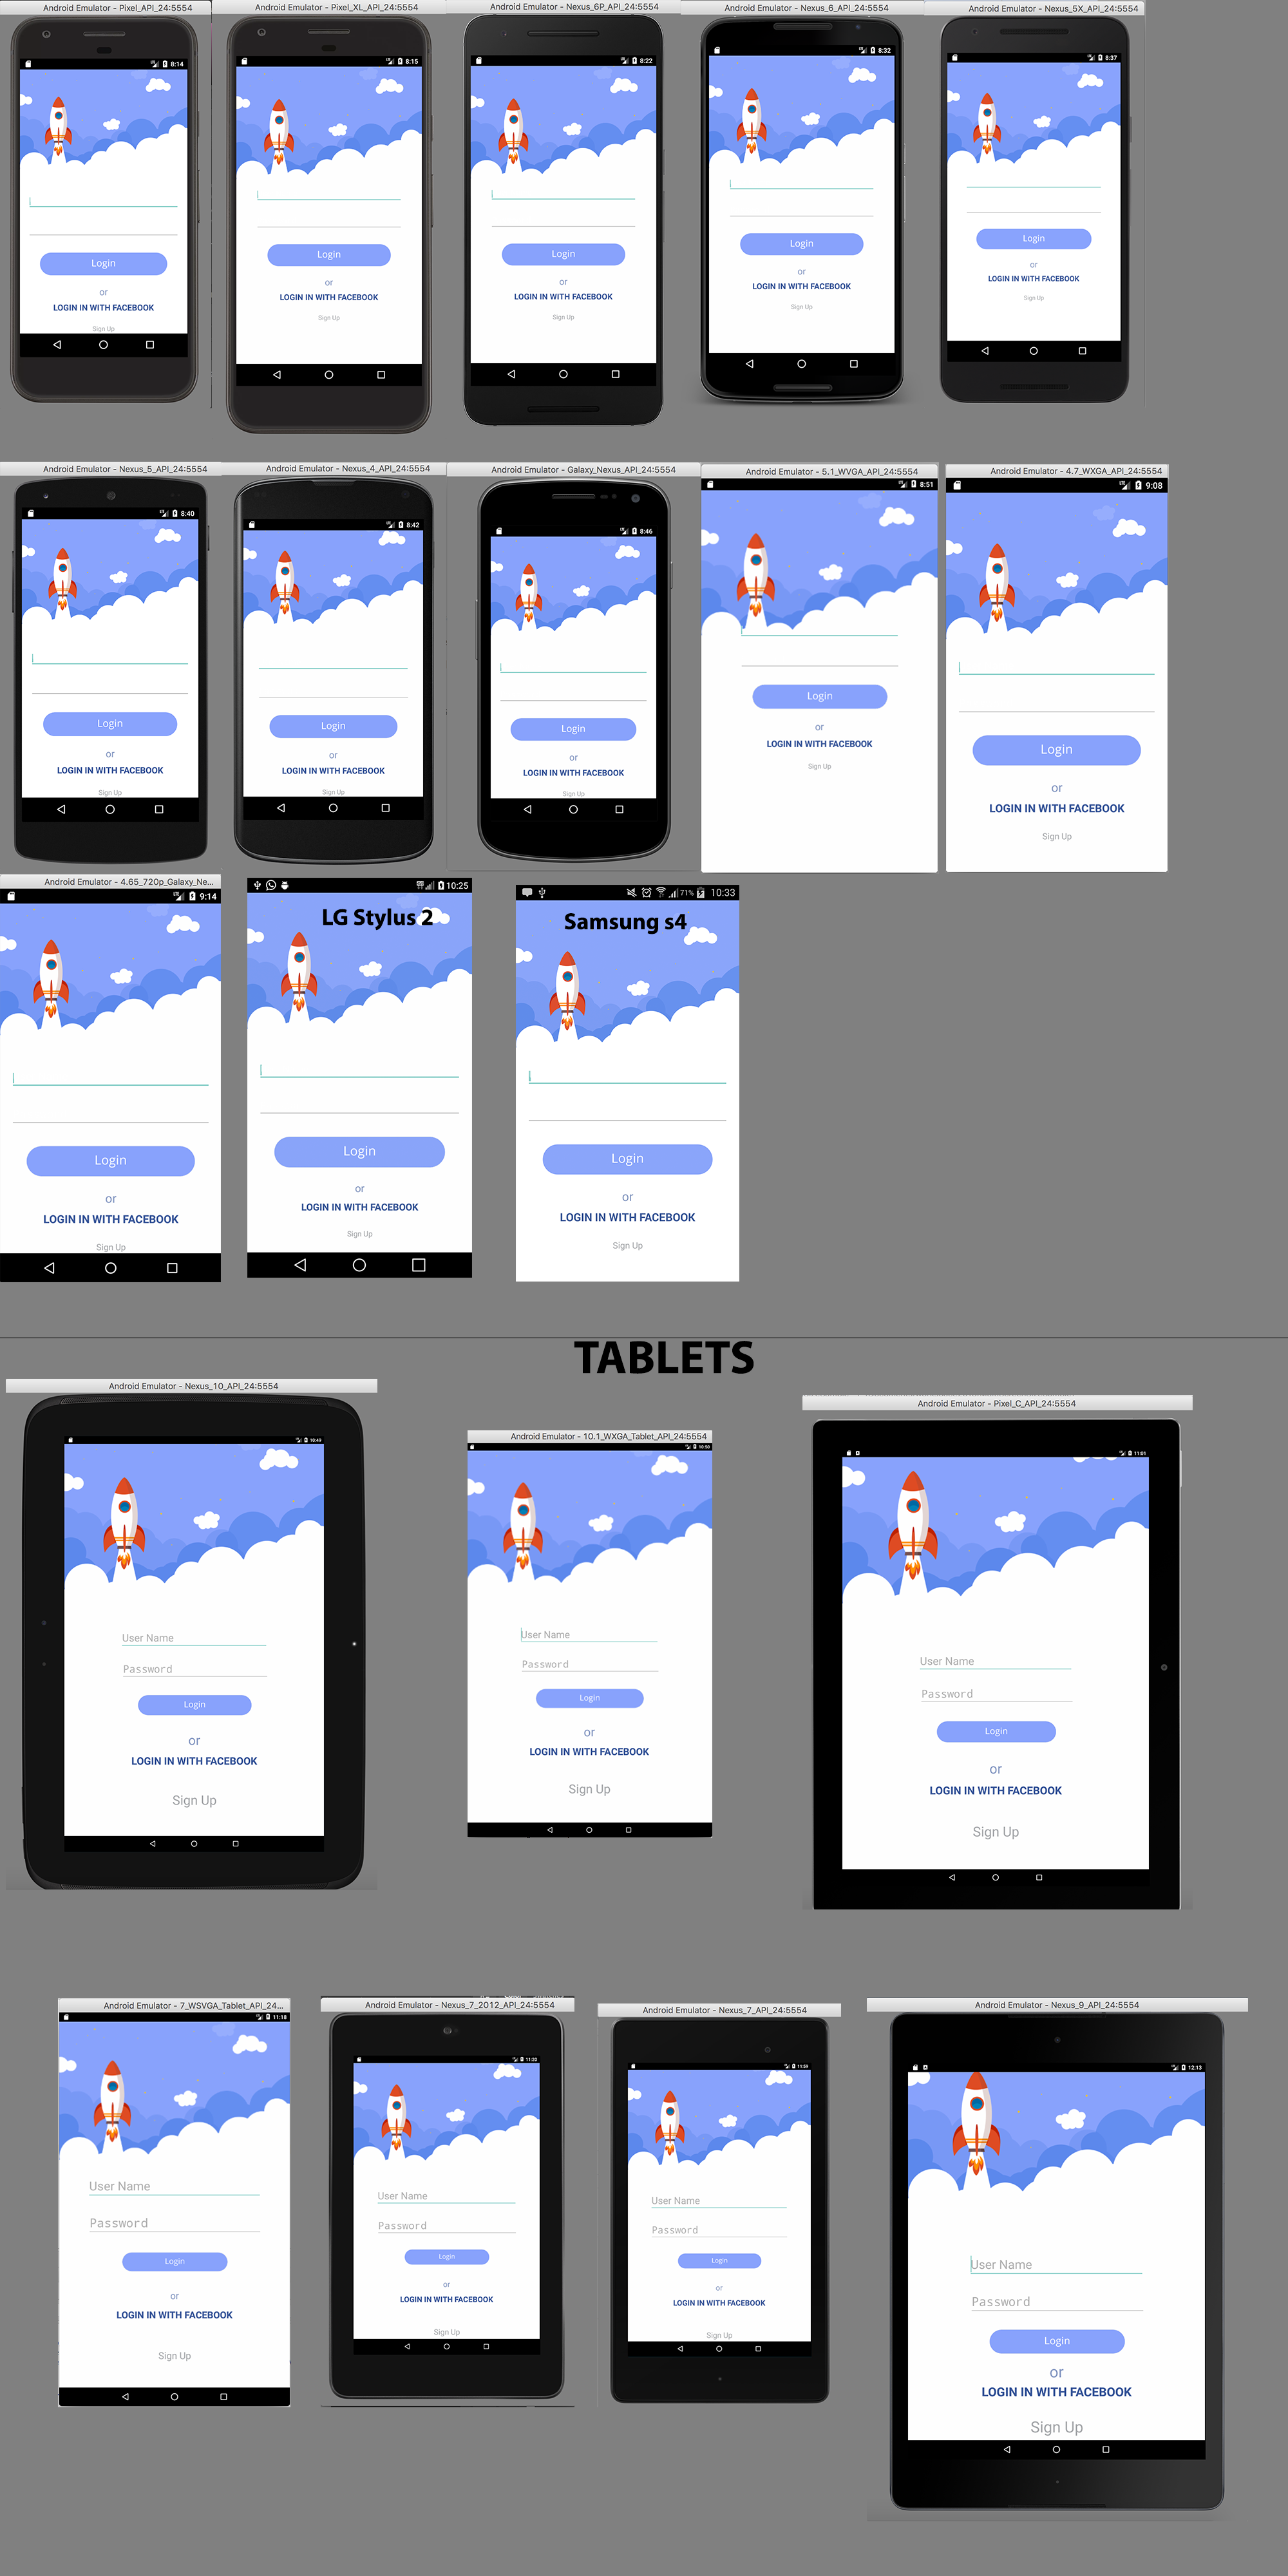 Android Emulator - Pixel_API_24:5554
Android Emulator - Pixel_XL_API_24:5554
Android Emulator - Nexus_6P_API_24:5554
Android Emulator - Nexus_6_API_24:5554
Android Emulator - Nexus_5X_API_24:5554
8:14
8:15
8:22
8:32
8:37
Login
or
LOGIN IN WITH FACEBOOK
Sign Up
Login
or
LOGIN IN WITH FACEBOOK
Sign Up
Login
or
LOGIN IN WITH FACEBOOK
Sign Up
Login
or
LOGIN IN WITH FACEBOOK
Sign Up
Login
or
LOGIN IN WITH FACEBOOK
Sign Up
Android Emulator - Nexus_5_API_24:5554
Android Emulator - Nexus_4_API_24:5554
Android Emulator - Galaxy_Nexus_API_24:5554
Android Emulator - 5.1_WVGA_API_24:5554
Android Emulator - 4.7_WXGA_API_24:5554
8:40
8:42
8:46
8:51
9:08
Login
or
LOGIN IN WITH FACEBOOK
Sign Up
Login
or
LOGIN IN WITH FACEBOOK
Sign Up
Login
or
LOGIN IN WITH FACEBOOK
Sign Up
Login
or
LOGIN IN WITH FACEBOOK
Sign Up
Login
or
LOGIN IN WITH FACEBOOK
Sign Up
Android Emulator - 4.65_720p_Galaxy_Ne...
9:14
Login
or
LOGIN IN WITH FACEBOOK
Sign Up
10:25
LG Stylus 2
Login
or
LOGIN IN WITH FACEBOOK
Sign Up
71% 10:33
Samsung s4
Login
or
LOGIN IN WITH FACEBOOK
Sign Up
TABLETS
Android Emulator - Nexus_10_API_24:5554
10:49
User Name
Password
Login
or
LOGIN IN WITH FACEBOOK
Sign Up
Android Emulator - 10.1_WXGA_Tablet_API_24:5554
10:50
User Name
Password
Login
or
LOGIN IN WITH FACEBOOK
Sign Up
Android Emulator - Pixel_C_API_24:5554
11:01
User Name
Password
Login
or
LOGIN IN WITH FACEBOOK
Sign Up
Android Emulator - 7_WSVGA_Tablet_API_24...
11:18
User Name
Password
Login
or
LOGIN IN WITH FACEBOOK
Sign Up
Android Emulator - Nexus_7_2012_API_24:5554
11:20
User Name
Password
Login
or
LOGIN IN WITH FACEBOOK
Sign Up
Android Emulator - Nexus_7_API_24:5554
11:59
User Name
Password
Login
or
LOGIN IN WITH FACEBOOK
Sign Up
Android Emulator - Nexus_9_API_24:5554
12:13
User Name
Password
Login
or
LOGIN IN WITH FACEBOOK
Sign Up